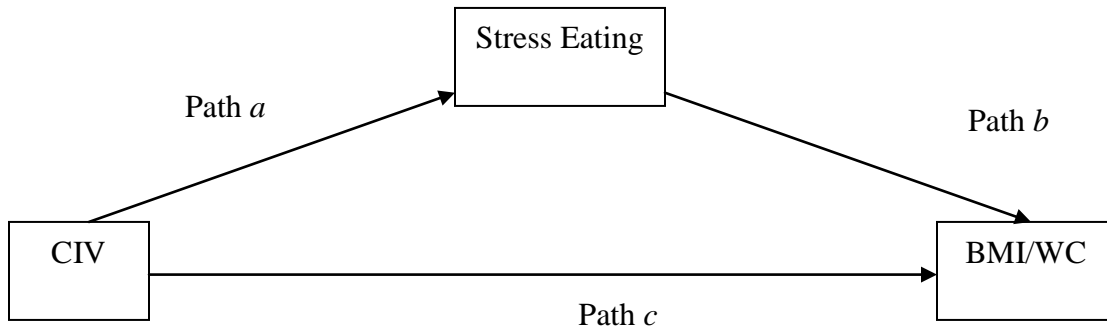 Stress Eating
Path a
Path b
CIV
BMI/WC
Path c